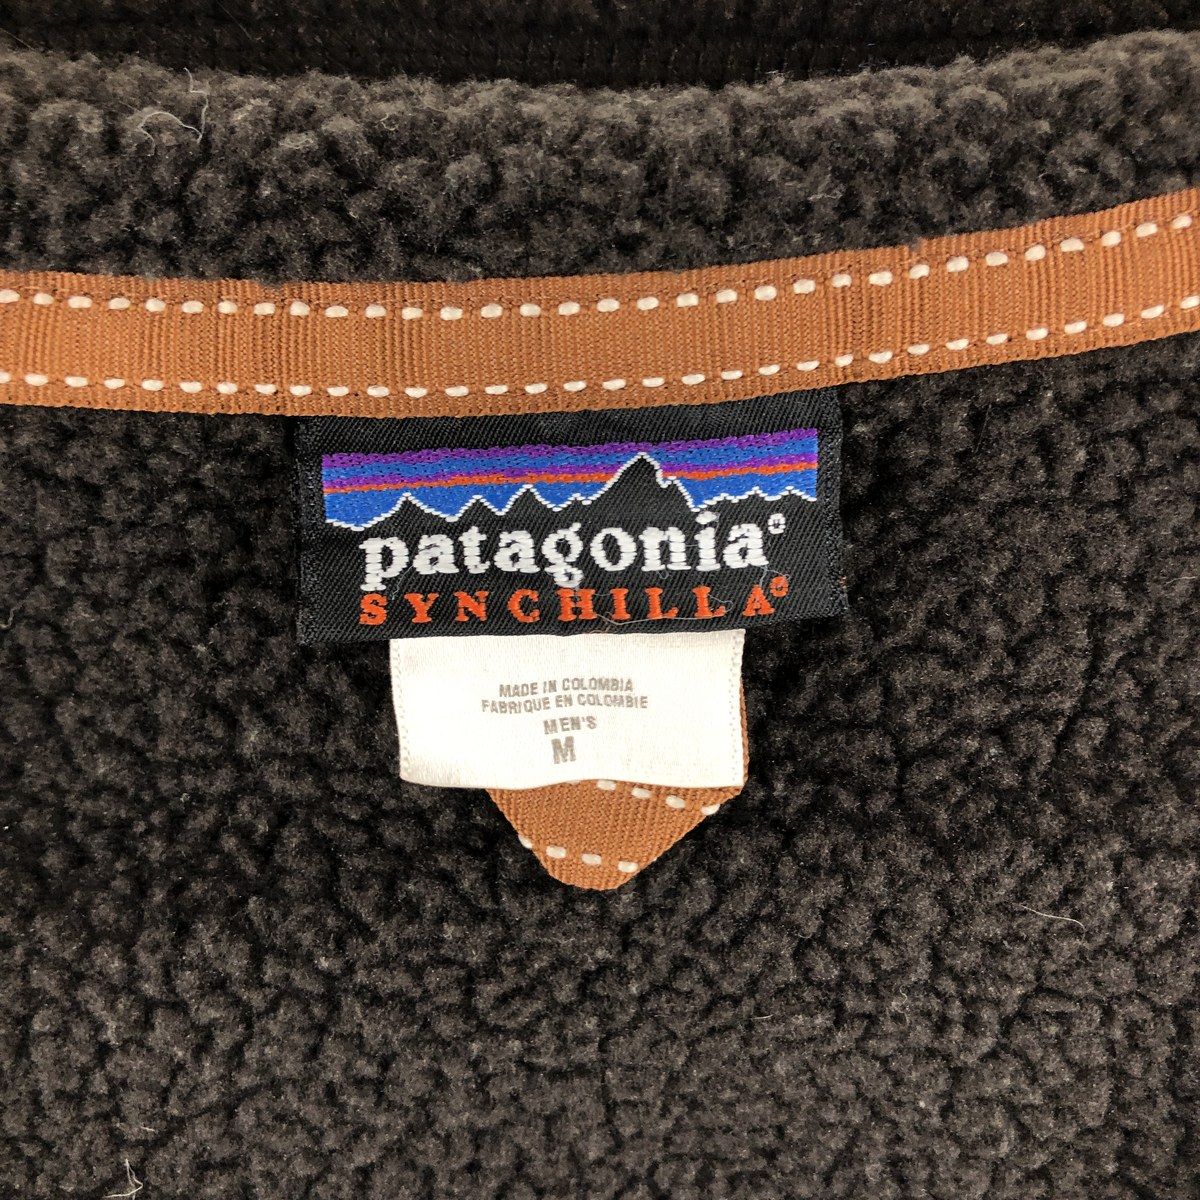 patagonia®
SYNCHILLA®
MADE IN COLOMBIA
FABRIQUE EN COLOMBIE
MEN'S
M